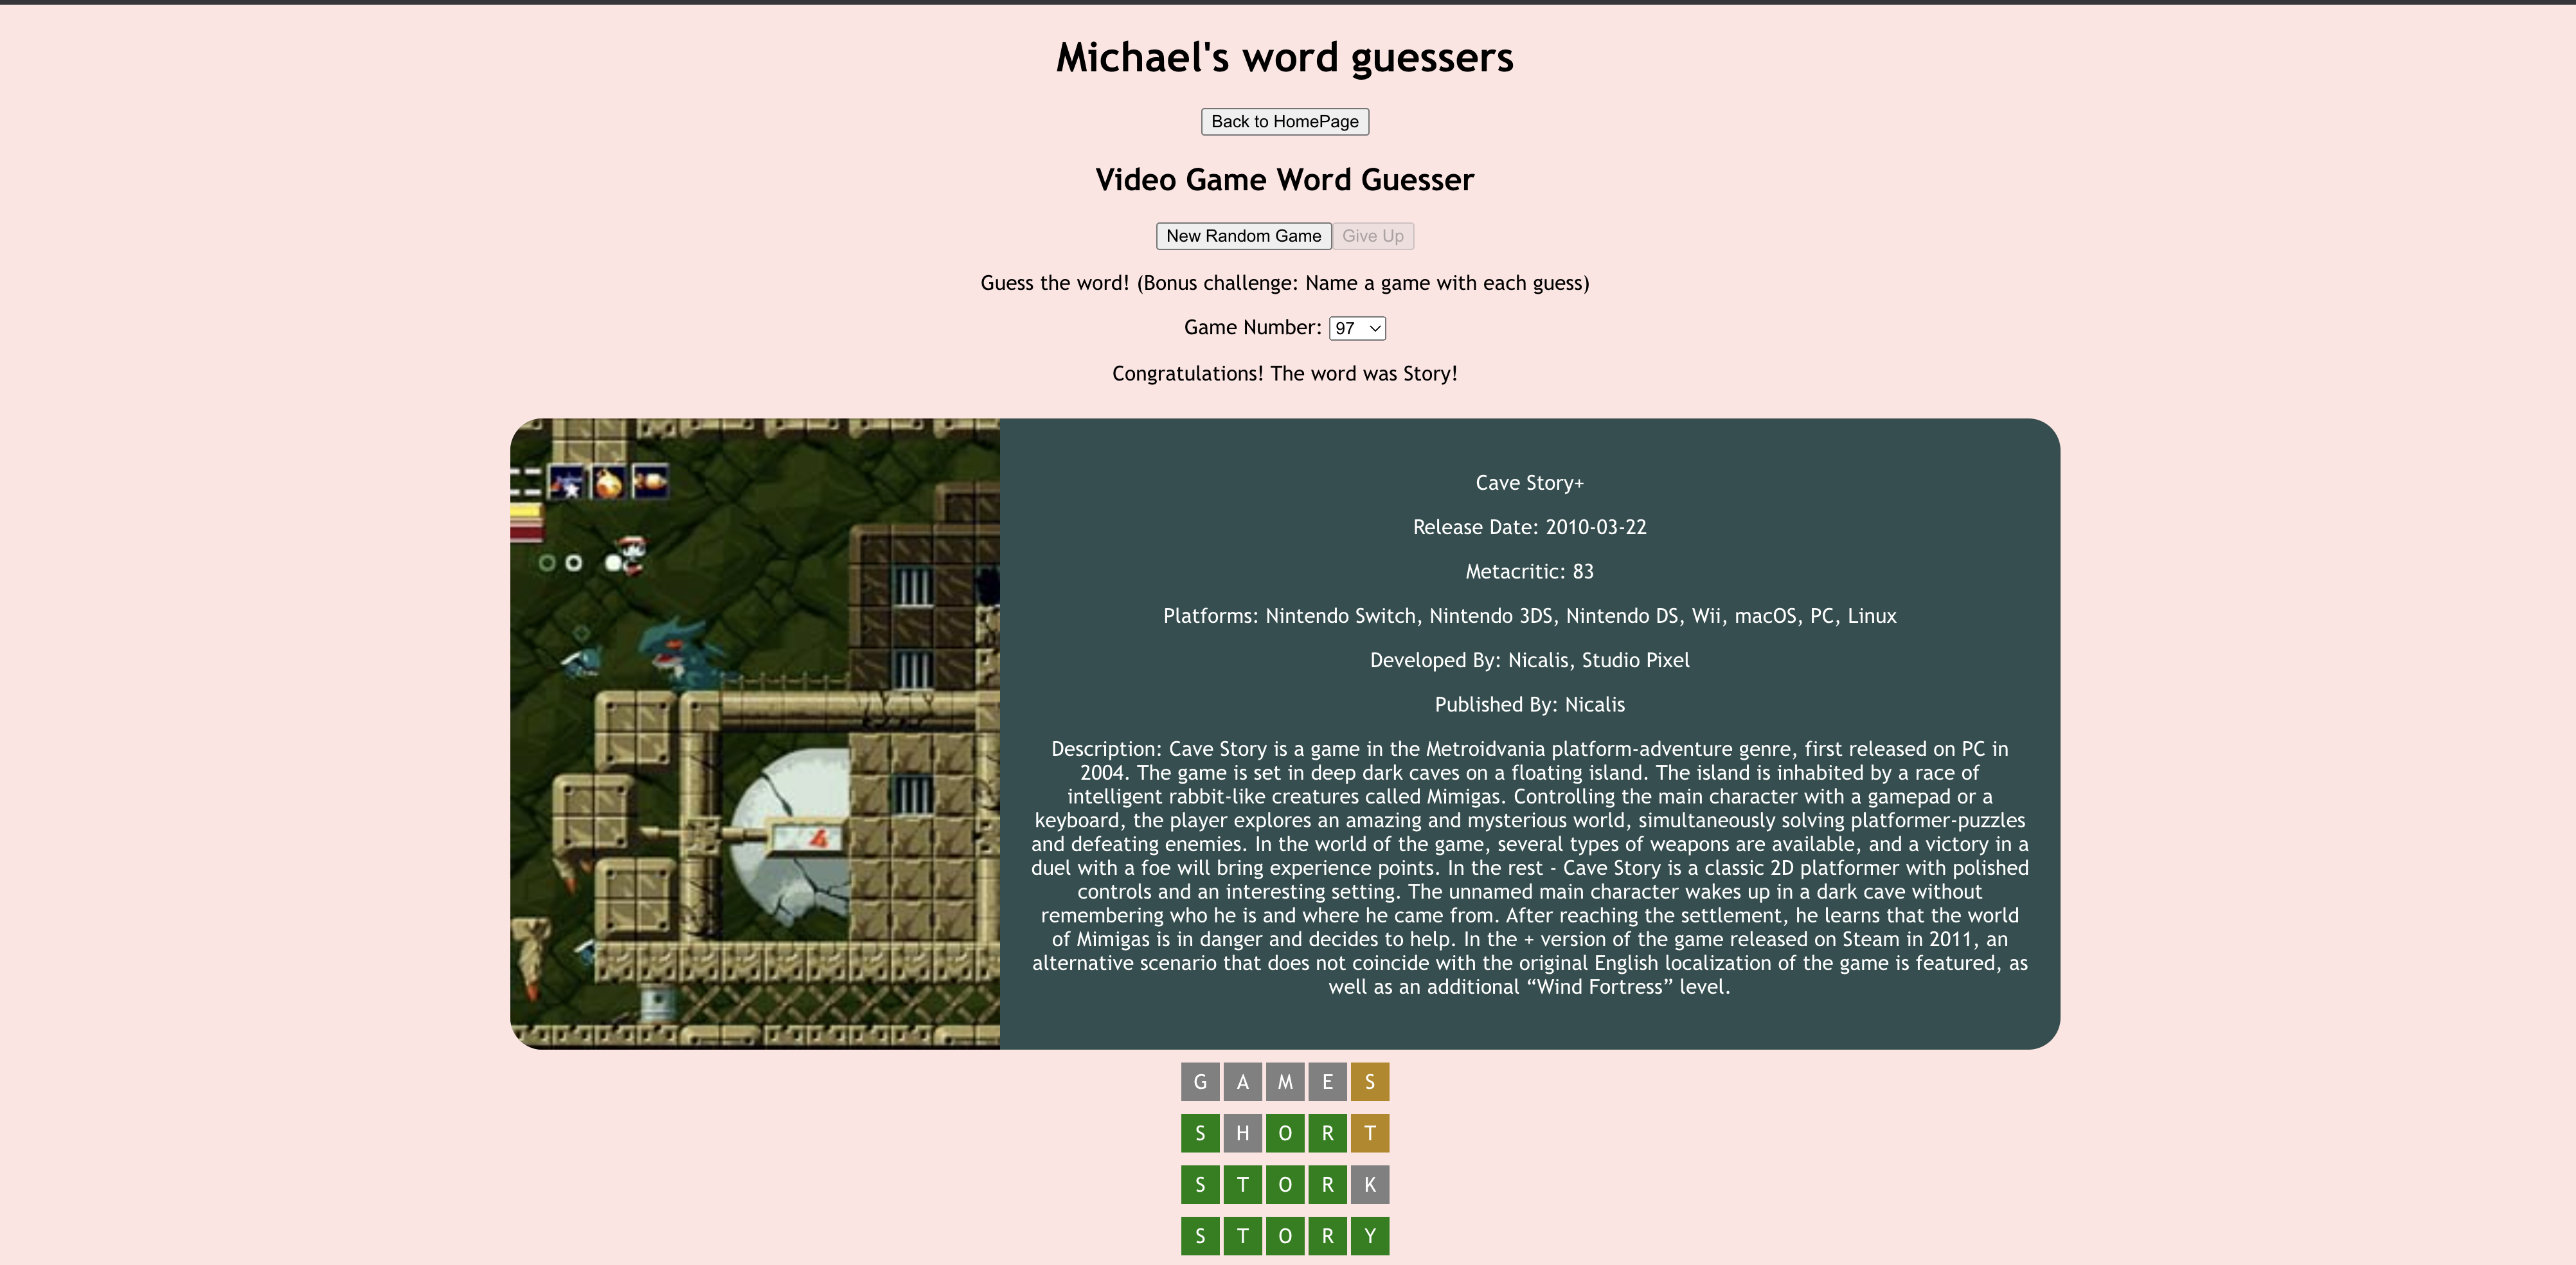 Michael's word guessers
Back to HomePage
Video Game Word Guesser
New Random Game Give Up
Guess the word! (Bonus challenge: Name a game with each guess)
Game Number: 97
Congratulations! The word was Story!
Cave Story+
Release Date: 2010-03-22
Metacritic: 83
Platforms: Nintendo Switch, Nintendo 3DS, Nintendo DS, Wii, macOS, PC, Linux
Developed By: Nicalis, Studio Pixel
Published By: Nicalis
Description: Cave Story is a game in the Metroidvania platform-adventure genre, first released on PC in
2004. The game is set in deep dark caves on a floating island. The island is inhabited by a race of
intelligent rabbit-like creatures called Mimigas. Controlling the main character with a gamepad or a
keyboard, the player explores an amazing and mysterious world, simultaneously solving platformer-puzzles
and defeating enemies. In the world of the game, several types of weapons are available, and a victory in a
duel with a foe will bring experience points. In the rest - Cave Story is a classic 2D platformer with polished
controls and an interesting setting. The unnamed main character wakes up in a dark cave without
remembering who he is and where he came from. After reaching the settlement, he learns that the world
of Mimigas is in danger and decides to help. In the + version of the game released on Steam in 2011, an
alternative scenario that does not coincide with the original English localization of the game is featured, as
well as an additional “Wind Fortress” level.
G A M E S
S H O R T
S T O R K
S T O R Y